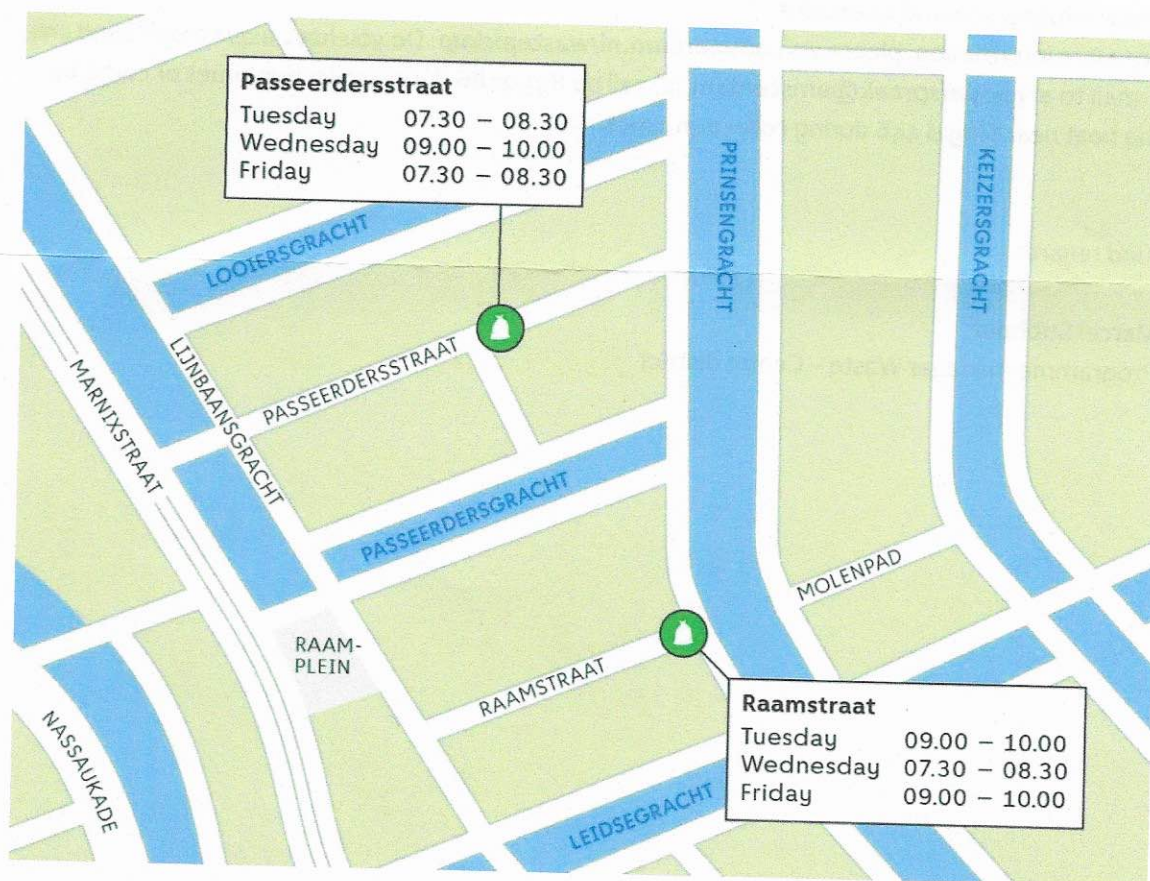 Passeerdersstraat
Tuesday 07.30 – 08.30
Wednesday 09.00 – 10.00
Friday 07.30 – 08.30
LOOIERSGRACHT
PRINSENGRACHT
KEIZERSGRACHT
LIJNBAANSGRACHT
MARNIXSTRAAT
PASSEERDERSSTRAAT
PASSEERDERSGRACHT
MOLENPAD
RAAM-
PLEIN
RAAMSTRAAT
NASSAUKADE
LEIDSEGRACHT
Raamstraat
Tuesday 09.00 – 10.00
Wednesday 07.30 – 08.30
Friday 09.00 – 10.00